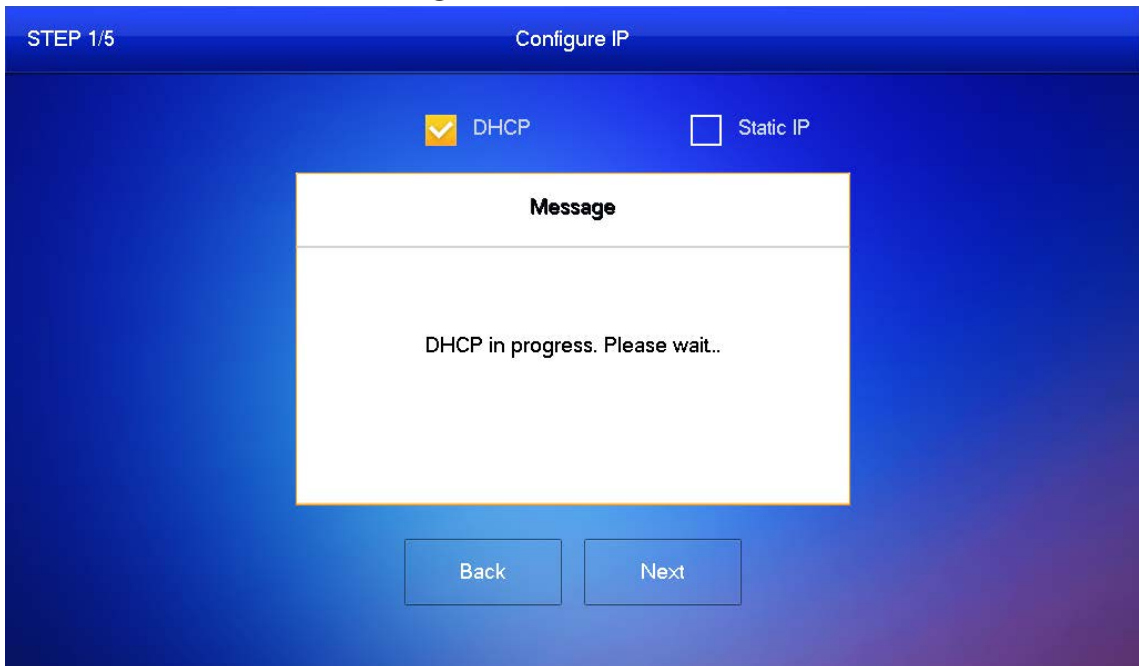 STEP 1/5
Configure IP
DHCP
Static IP
Message
DHCP in progress. Please wait..
Back
Next